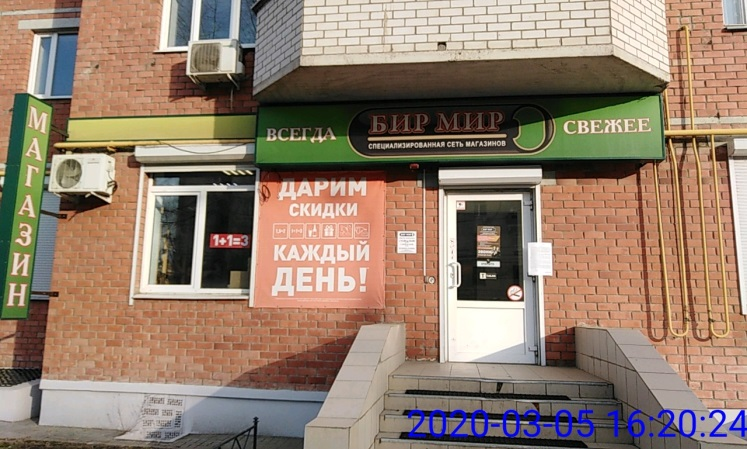 МАГАЗИН
ВСЕГДА
БИР МИР
СПЕЦИАЛИЗИРОВАННАЯ СЕТЬ МАГАЗИНОВ
СВЕЖЕЕ
1+1=3
ДАРИМ
СКИДКИ
КАЖДЫЙ
ДЕНЬ!
2020-03-05 16:20:24